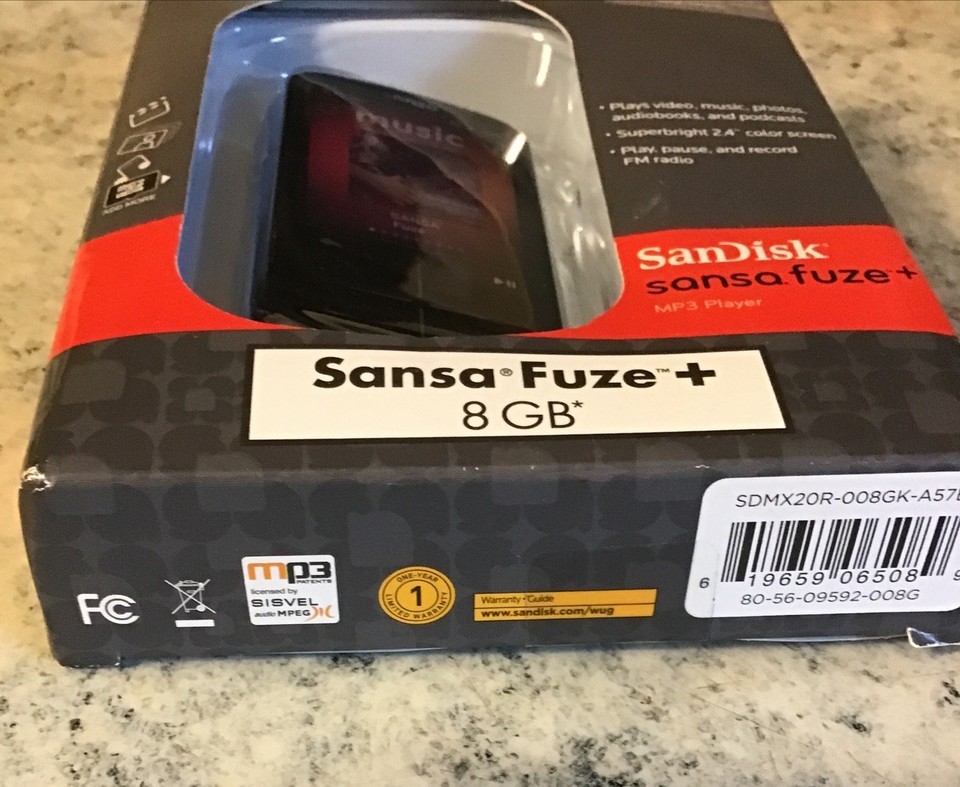 • Plays video, music, photos,
audiobooks, and podcasts
• Superbright 2.4" color screen
• Play, pause, and record
FM radio
music
SANSA
FUZE
ADD MORE
SanDisk®
sansa.fuze™+
MP3 Player
Sansa® Fuze™+
8 GB*
SDMX20R-008GK-A57
6 19659 06508 9
80-56-09592-008G
FC
mp3
PATENTS
licensed by
SISVEL
audio MPEG
ONE-YEAR
1
LIMITED WARRANTY
Warranty • Guide
www.sandisk.com/wug